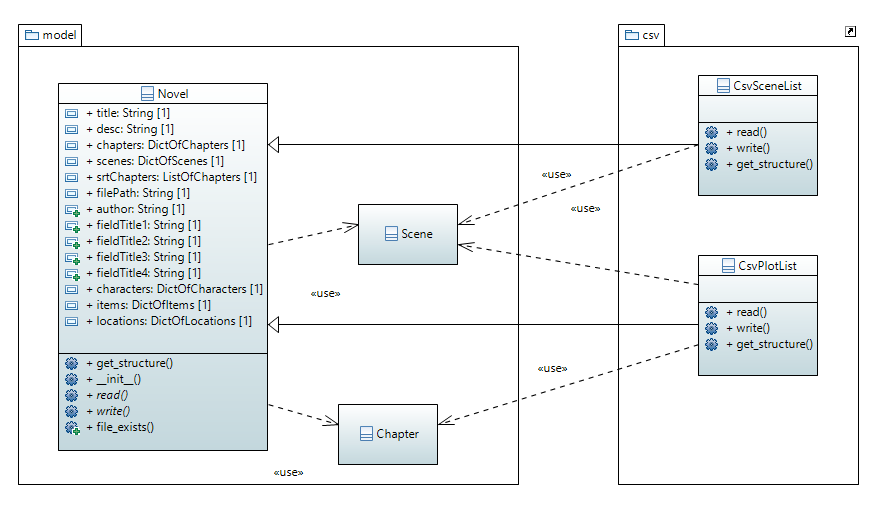 model
Novel
+ title: String [1]
+ desc: String [1]
+ chapters: DictOfChapters [1]
+ scenes: DictOfScenes [1]
+ srtChapters: ListOfChapters [1]
+ filePath: String [1]
+ author: String [1]
+ fieldTitle1: String [1]
+ fieldTitle2: String [1]
+ fieldTitle3: String [1]
+ fieldTitle4: String [1]
+ characters: DictOfCharacters [1]
+ items: DictOfItems [1]
+ locations: DictOfLocations [1]
+ get_structure()
+ __init__()
+ read()
+ write()
+ file_exists()
Scene
«use»
Chapter
«use»
«use»
«use»
«use»
csv
CsvSceneList
+ read()
+ write()
+ get_structure()
CsvPlotList
+ read()
+ write()
+ get_structure()